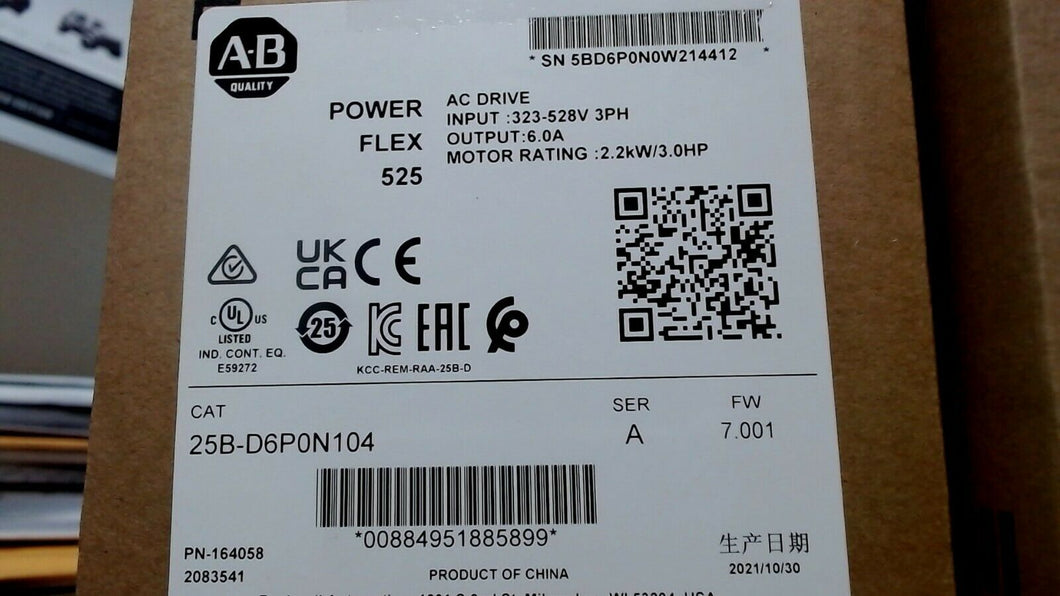 A-B
QUALITY
* SN 5BD6P0N0W214412 *
POWER
FLEX
525
AC DRIVE
INPUT :323-528V 3PH
OUTPUT:6.0A
MOTOR RATING :2.2kW/3.0HP
UK
CA
CE
C UL US
LISTED
IND. CONT. EQ.
E59272
25
KC
EAC
KCC-REM-RAA-25B-D
CAT
25B-D6P0N104
SER
A
FW
7.001
*00884951885899*
PN-164058
2083541
PRODUCT OF CHINA
生产日期
2021/10/30